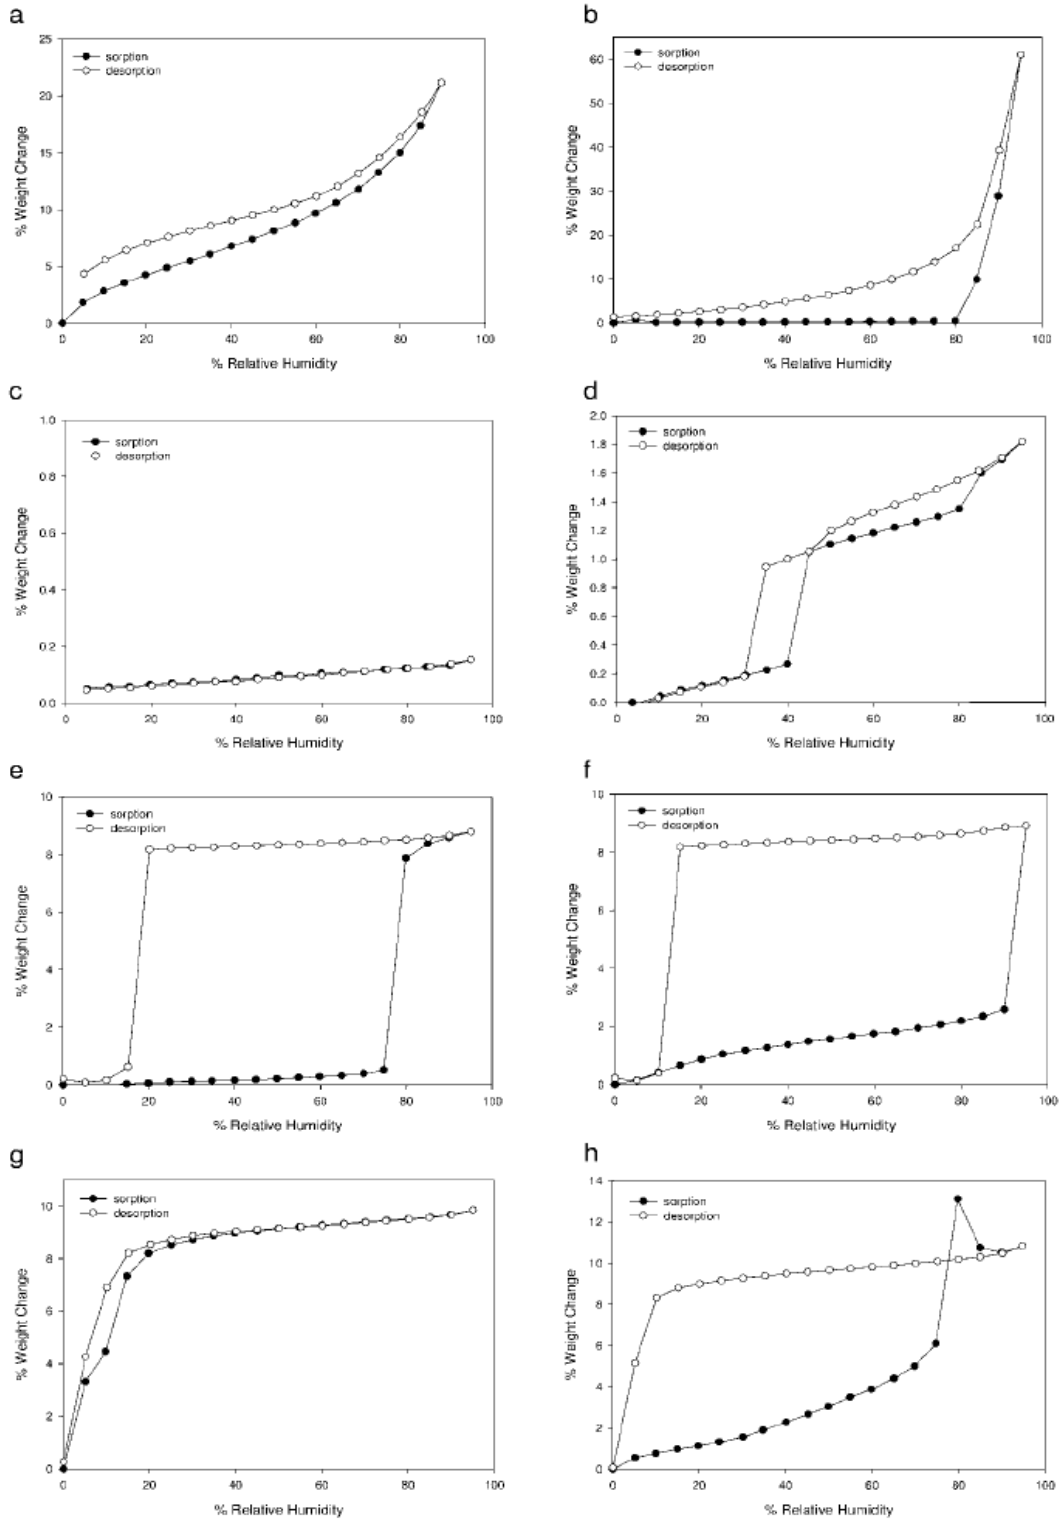 a
25
20
15
10
5
0
0 20 40 60 80 100
% Weight Change
% Relative Humidity
sorption
desorption
b
60
50
40
30
20
10
0
0 20 40 60 80 100
% Weight Change
% Relative Humidity
sorption
desorption
c
1.0
0.8
0.6
0.4
0.2
0.0
0 20 40 60 80 100
% Weight Change
% Relative Humidity
sorption
desorption
d
2.0
1.8
1.6
1.4
1.2
1.0
0.8
0.6
0.4
0.2
0.0
0 20 40 60 80 100
% Weight Change
% Relative Humidity
sorption
desorption
e
10
8
6
4
2
0
0 20 40 60 80 100
% Weight Change
% Relative Humidity
sorption
desorption
f
10
8
6
4
2
0
0 20 40 60 80 100
% Weight Change
% Relative Humidity
sorption
desorption
g
10
8
6
4
2
0
0 20 40 60 80 100
% Weight Change
% Relative Humidity
sorption
desorption
h
14
12
10
8
6
4
2
0
0 20 40 60 80 100
% Weight Change
% Relative Humidity
sorption
desorption